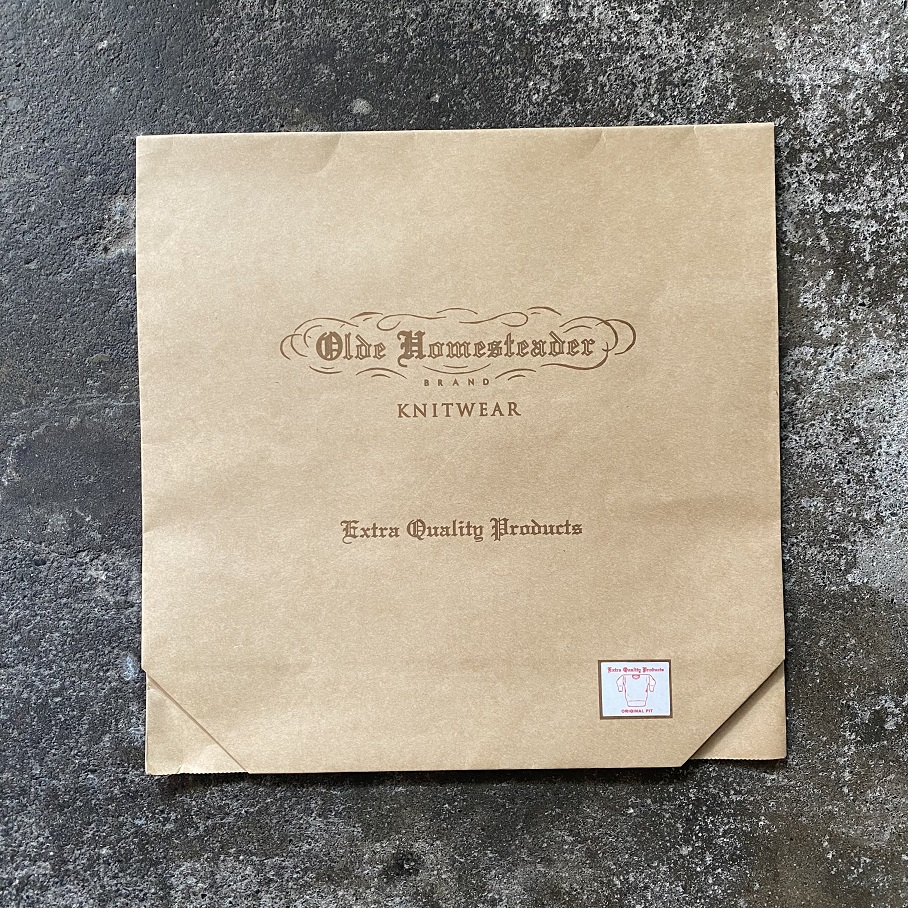 Olde Homesteader
BRAND
KNITWEAR
Extra Quality Products
Extra Quality Products
ORIGINAL FIT